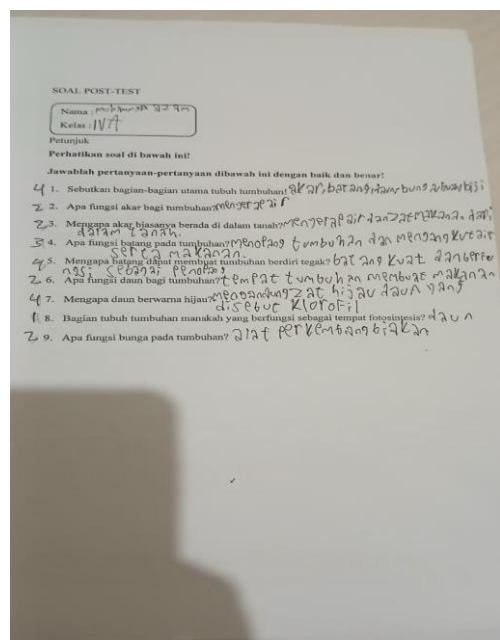 SOAL POST-TEST
Nama :
Kelas : IVA
Petunjuk
Perhatikan soal di bawah ini!
Jawablah pertanyaan-pertanyaan dibawah ini dengan baik dan benar!
4 1. Sebutkan bagian-bagian utama tubuh tumbuhan! akar, batang, daun, bunga, buah, biji
2 2. Apa fungsi akar bagi tumbuhan? menyerap air
2 3. Mengapa akar biasanya berada di dalam tanah? menyerap air dan zat makanan dari
dalam tanah.
3 4. Apa fungsi batang pada tumbuhan? menopang tumbuhan dan mengangkut air
serta makanan.
4 5. Mengapa batang dapat membuat tumbuhan berdiri tegak? batang kuat dan berfu
ngsi sebagai penopang
2 6. Apa fungsi daun bagi tumbuhan? tempat tumbuhan membuat makanan
4 7. Mengapa daun berwarna hijau? mengandung zat hijau daun yang
disebut klorofil
1 8. Bagian tubuh tumbuhan manakah yang berfungsi sebagai tempat fotosintesis? daun
2 9. Apa fungsi bunga pada tumbuhan? alat perkembangbiakan